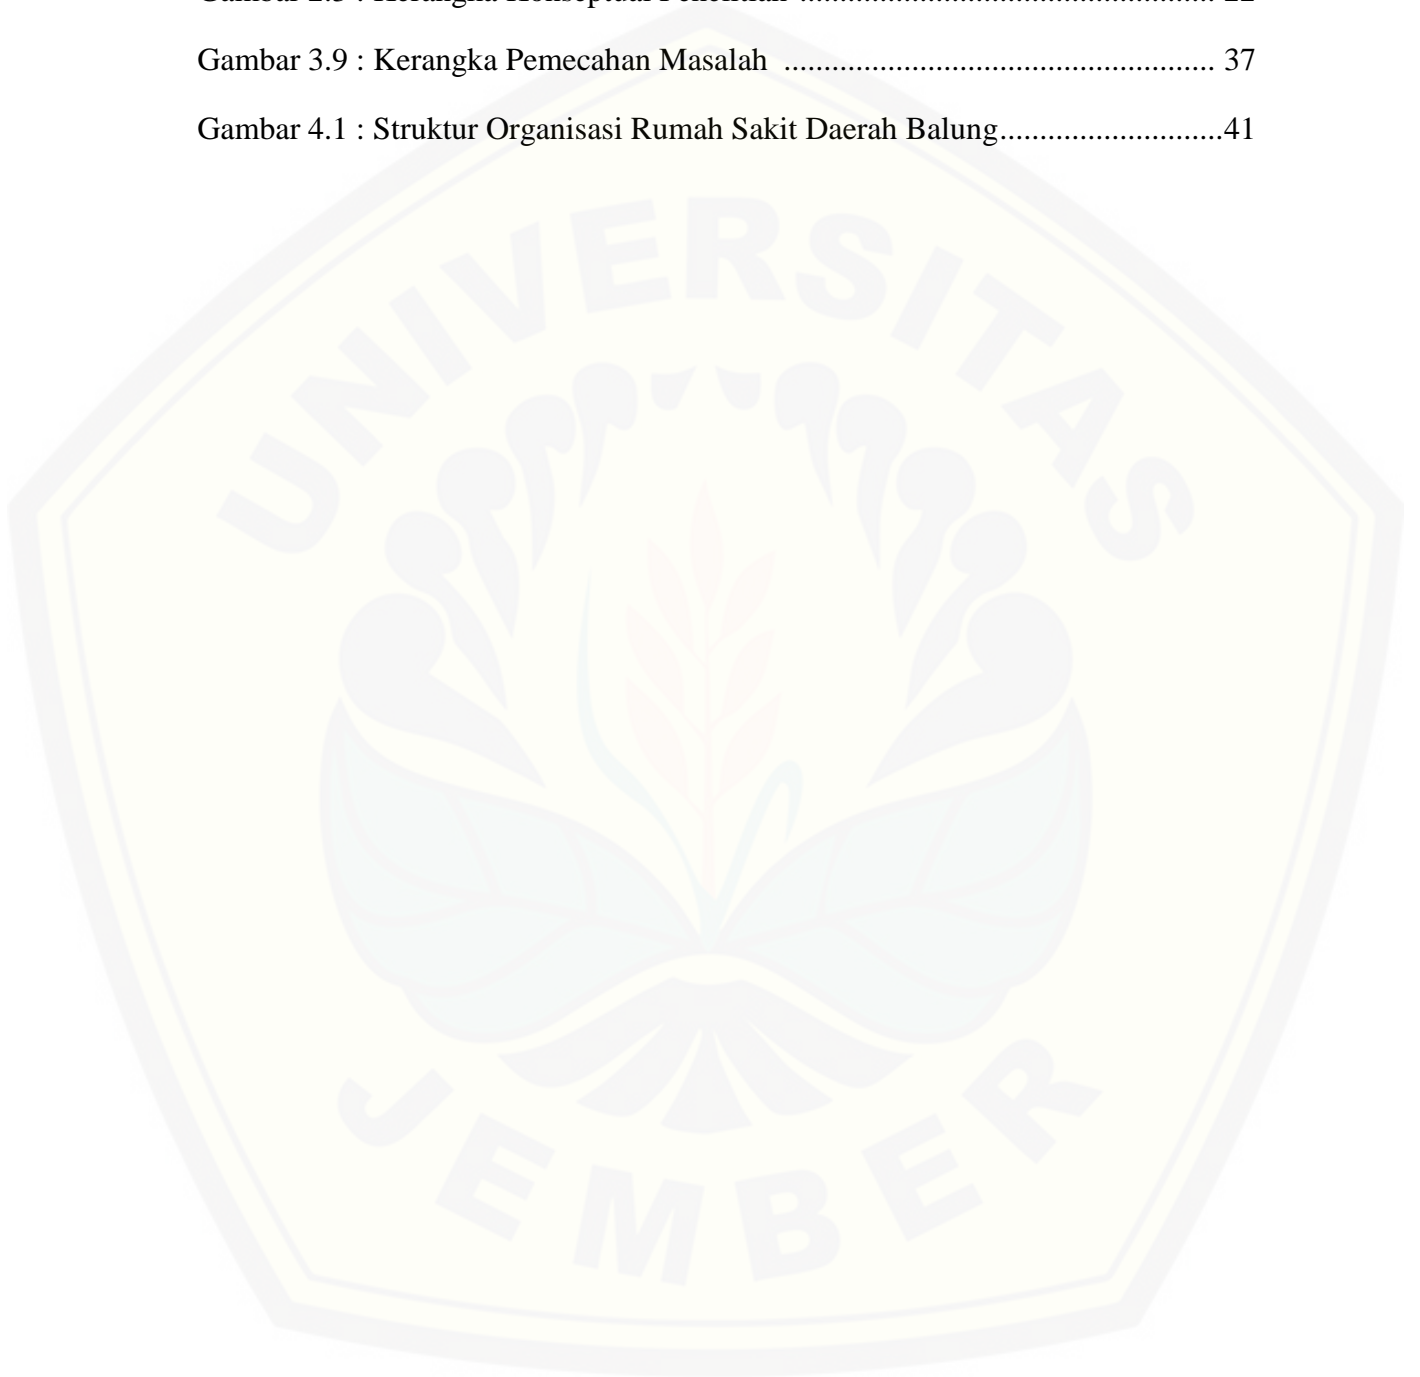 Gambar 3.9 : Kerangka Pemecahan Masalah ...................................................... 37
Gambar 4.1 : Struktur Organisasi Rumah Sakit Daerah Balung............................41
UNIVERSITAS
JEMBER